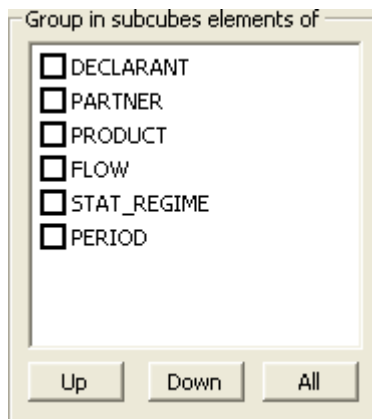 Group in subcubes elements of
DECLARANT
PARTNER
PRODUCT
FLOW
STAT_REGIME
PERIOD
Up Down All